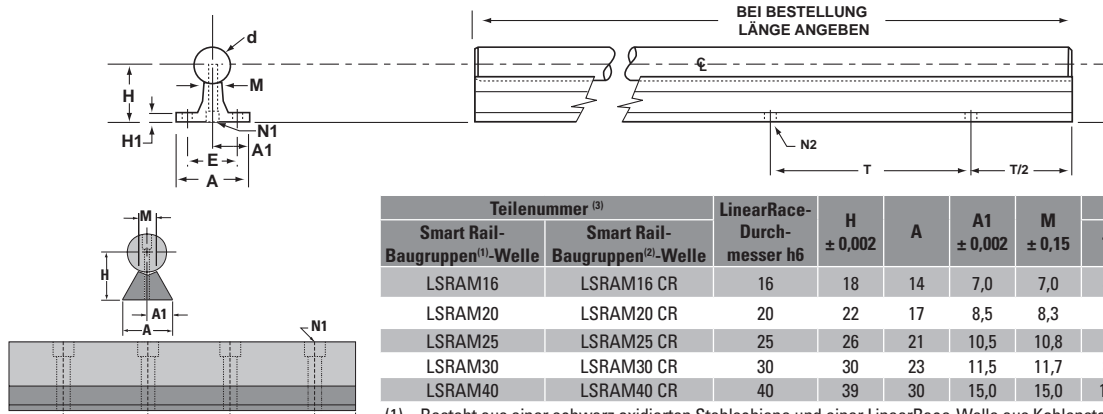 BEI BESTELLUNG
LÄNGE ANGEBEN
d
H
M
H1
N1
A1
E
A
℄
N2
T
T/2
M
H
A1
A
N1
Teilenummer (3)
LinearRace-Durch-messer h6
H ± 0,002
A
A1 ± 0,002
M ± 0,15
Smart Rail-Baugruppen(1)-Welle
Smart Rail-Baugruppen(2)-Welle
LSRAM16 LSRAM16 CR 16 18 14 7,0 7,0
LSRAM20 LSRAM20 CR 20 22 17 8,5 8,3
LSRAM25 LSRAM25 CR 25 26 21 10,5 10,8
LSRAM30 LSRAM30 CR 30 30 23 11,5 11,7
LSRAM40 LSRAM40 CR 40 39 30 15,0 15,0
(1) Besteht aus einer schwarz oxidierten Stahlschiene und einer LinearRace-Welle aus